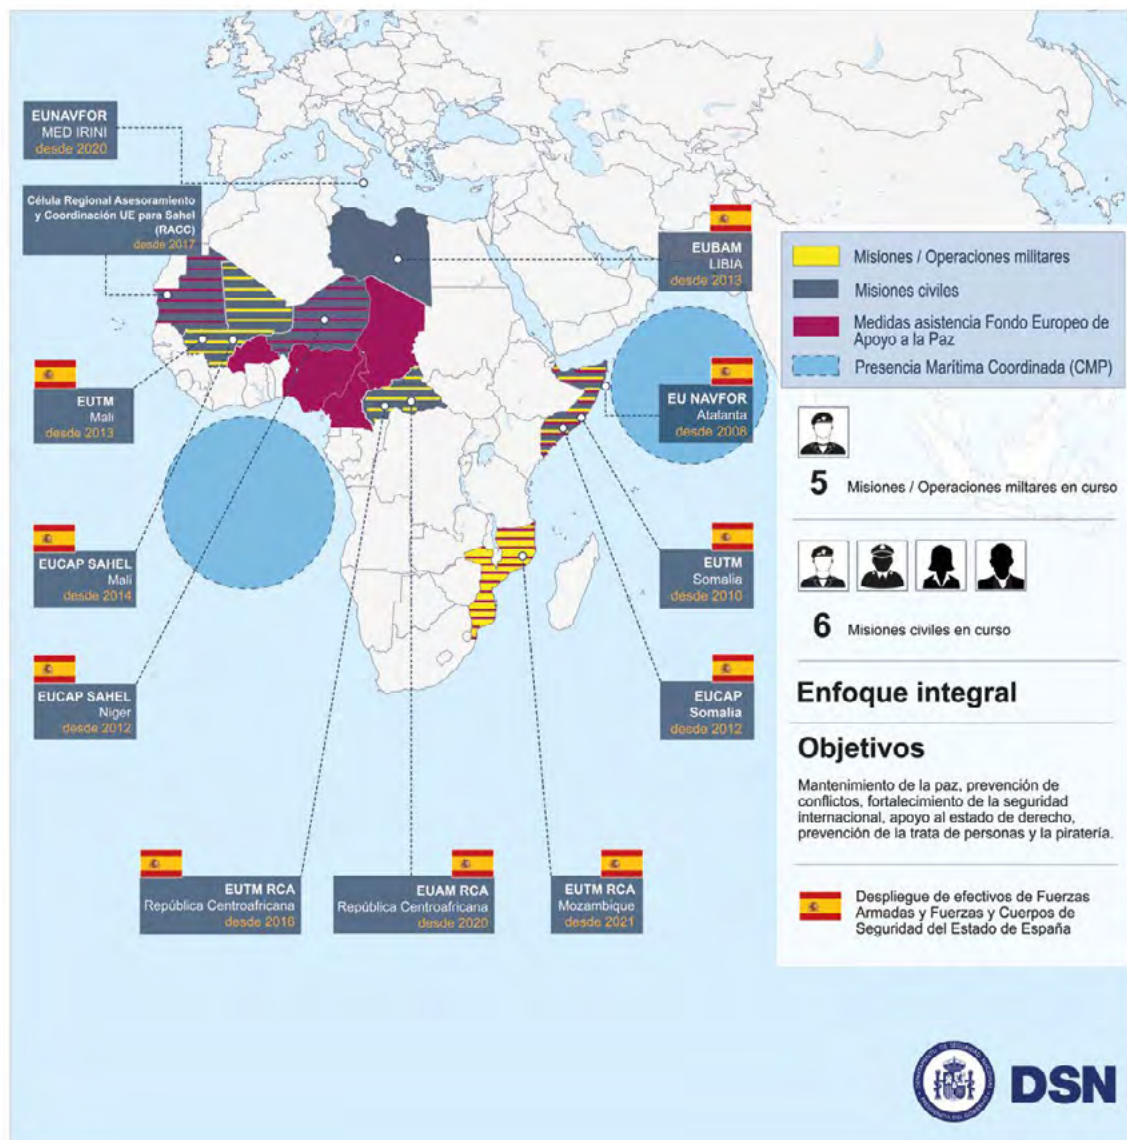 EUNAVFOR
MED IRINI
desde 2020
Célula Regional Asesoramiento
y Coordinación UE para Sahel
(RACC)
desde 2017
EUBAM
LIBIA
desde 2013
EUTM
Mali
desde 2013
EU NAVFOR
Atalanta
desde 2008
EUCAP SAHEL
Mali
desde 2014
EUTM
Somalia
desde 2010
EUCAP SAHEL
Niger
desde 2012
EUCAP
Somalia
desde 2012
EUTM RCA
República Centroafricana
desde 2016
EUAM RCA
República Centroafricana
desde 2020
EUTM RCA
Mozambique
desde 2021
Misiones / Operaciones militares
Misiones civiles
Medidas asistencia Fondo Europeo de
Apoyo a la Paz
Presencia Marítima Coordinada (CMP)
5 Misiones / Operaciones miltares en curso
6 Misiones civiles en curso
Enfoque integral
Objetivos
Mantenimiento de la paz, prevención de
conflictos, fortalecimiento de la seguridad
internacional, apoyo al estado de derecho,
prevención de la trata de personas y la piratería.
Despliegue de efectivos de Fuerzas
Armadas y Fuerzas y Cuerpos de
Seguridad del Estado de España
DSN